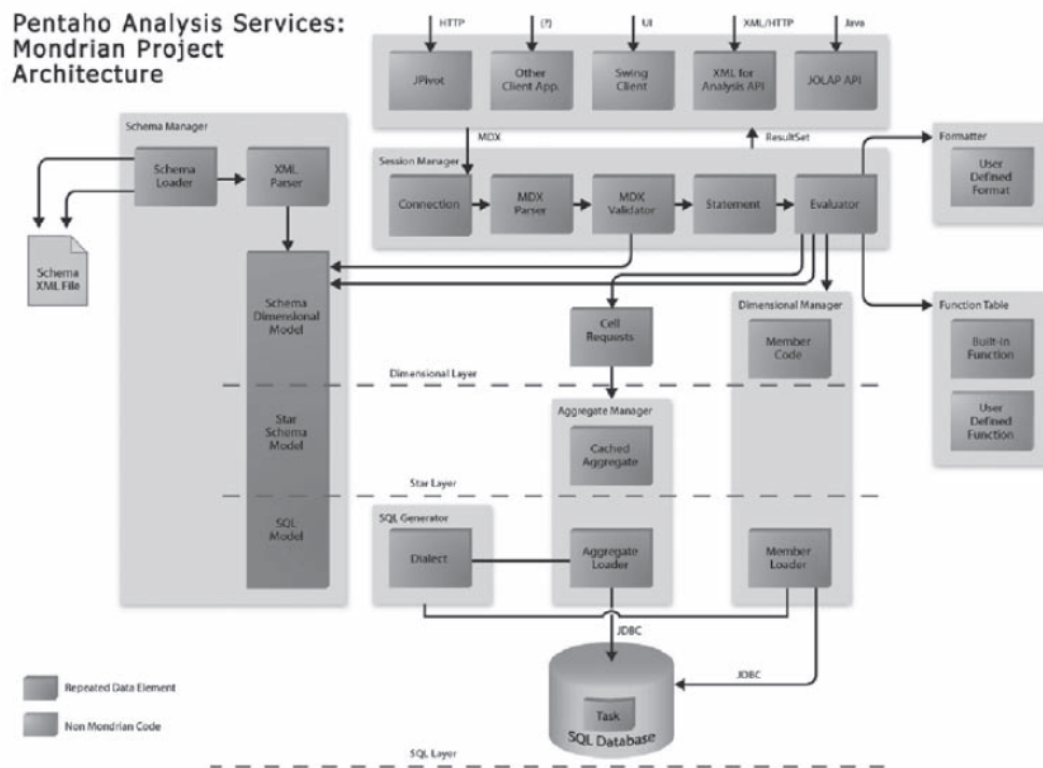 Pentaho Analysis Services:
Mondrian Project
Architecture
HTTP
(?)
UI
XML/HTTP
Java
JPivot
Other
Client App.
Swing
Client
XML for
Analysis API
JOLAP API
MDX
ResultSet
Schema Manager
Schema
Loader
XML
Parser
Schema
XML File
Schema
Dimensional
Model
Star
Schema
Model
SQL
Model
Session Manager
Connection
MDX
Parser
MDX
Validator
Statement
Evaluator
Formatter
User
Defined
Format
Cell
Requests
Dimensional Manager
Member
Code
Function Table
Built-in
Function
User
Defined
Function
Dimensional Layer
Aggregate Manager
Cached
Aggregate
Star Layer
SQL Generator
Dialect
Aggregate
Loader
Member
Loader
JDBC
JDBC
Task
SQL Database
Repeated Data Element
Non Mondrian Code
SQL Layer